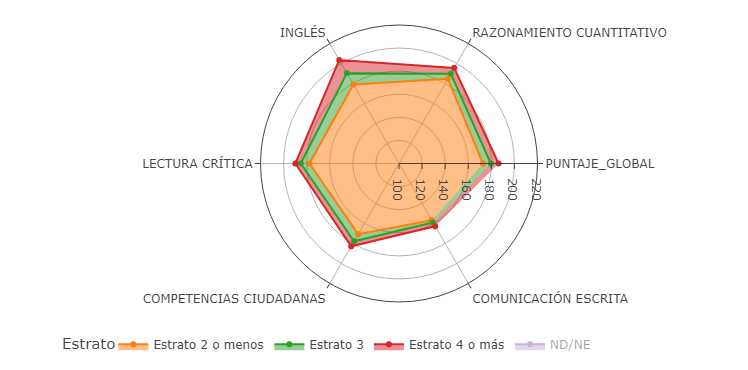 INGLÉS
RAZONAMIENTO CUANTITATIVO
LECTURA CRÍTICA
PUNTAJE_GLOBAL
100
120
140
160
180
200
220
COMPETENCIAS CIUDADANAS
COMUNICACIÓN ESCRITA
Estrato
Estrato 2 o menos
Estrato 3
Estrato 4 o más
ND/NE